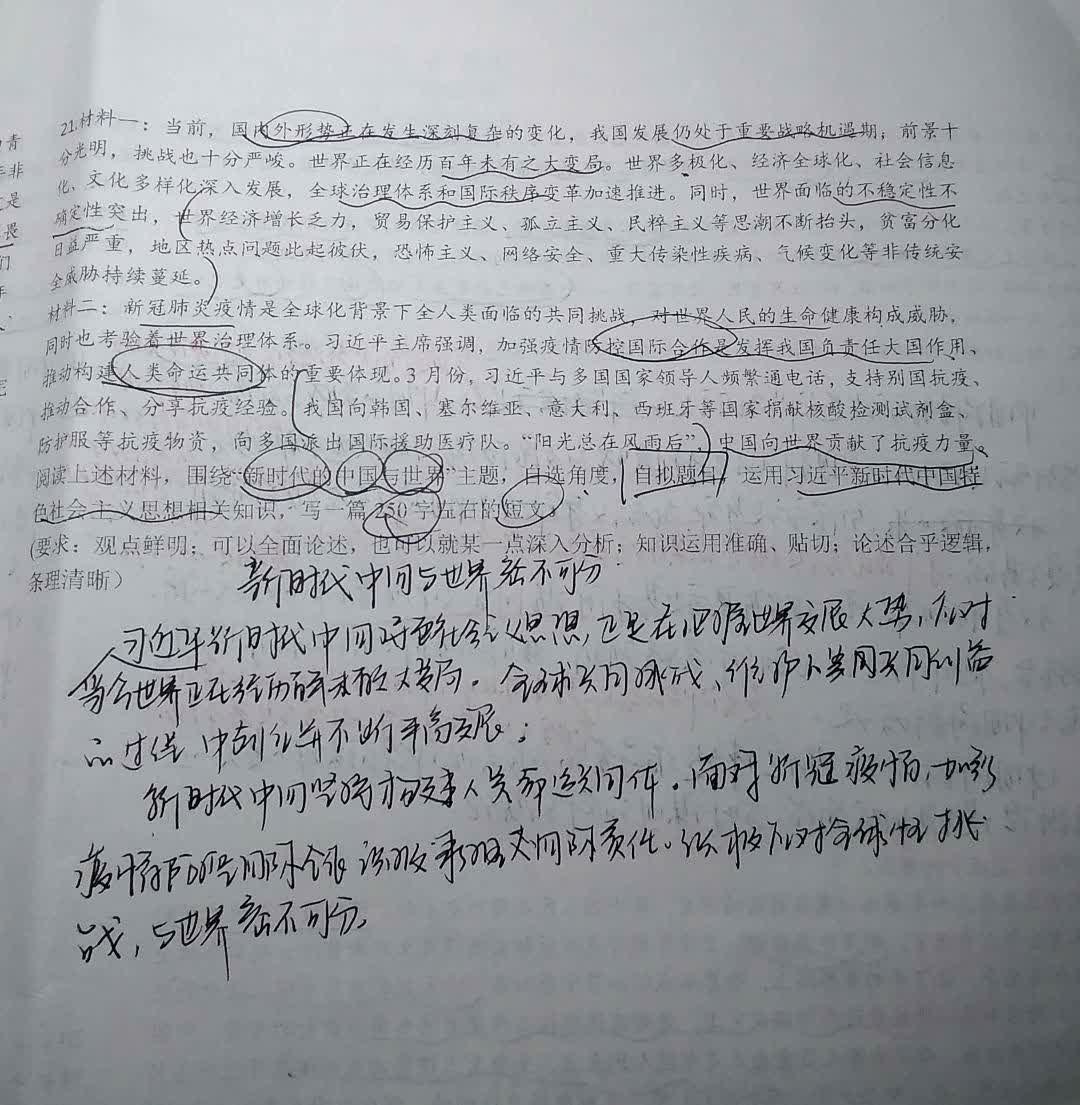 21.材料一：当前，国内外形势正在发生深刻复杂的变化，我国发展仍处于重要战略机遇期；前景十
分光明，挑战也十分严峻。世界正在经历百年未有之大变局。世界多极化、经济全球化、社会信息
化、文化多样化深入发展，全球治理体系和国际秩序变革加速推进。同时，世界面临的不稳定性不
确定性突出，世界经济增长乏力，贸易保护主义、孤立主义、民粹主义等思潮不断抬头，贫富分化
日益严重，地区热点问题此起彼伏，恐怖主义、网络安全、重大传染性疾病、气候变化等非传统安
全威胁持续蔓延。
材料二：新冠肺炎疫情是全球化背景下全人类面临的共同挑战，对世界人民的生命健康构成威胁，
同时也考验着世界治理体系。习近平主席强调，加强疫情防控国际合作是发挥我国负责任大国作用、
推动构建人类命运共同体的重要体现。3月份，习近平与多国国家领导人频繁通电话，支持别国抗疫、
推动合作、分享抗疫经验。我国向韩国、塞尔维亚、意大利、西班牙等国家捐献核酸检测试剂盒、
防护服等抗疫物资，向多国派出国际援助医疗队。“阳光总在风雨后”，中国向世界贡献了抗疫力量。
阅读上述材料，围绕“新时代的中国与世界”主题，自选角度，自拟题目，运用习近平新时代中国特
色社会主义思想相关知识，写一篇250字左右的短文。
(要求：观点鲜明；可以全面论述，也可以就某一点深入分析；知识运用准确、贴切；论述合乎逻辑，
条理清晰）
新时代中国与世界密不可分
习近平新时代中国特色社会主义思想，正是在把握世界发展大势，应对
当今世界正在经历百年未有之大变局。全球共同挑战、维护人类共同利益
的过程中创立并不断丰富发展；
新时代中国坚持构建人类命运共同体。面对新冠疫情，加强
疫情防控国际合作 共同的责任。积极应对全球性挑
战，与世界密不可分。